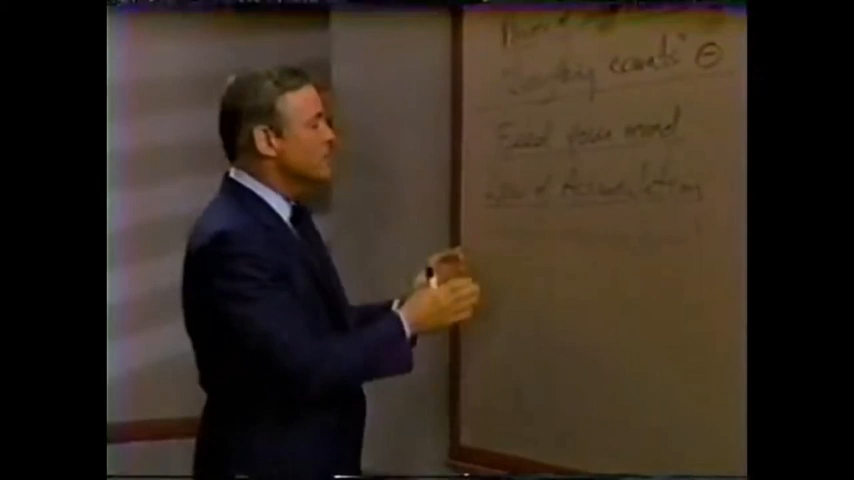 "Everything counts"
Feed your mind
Law of Accumulation